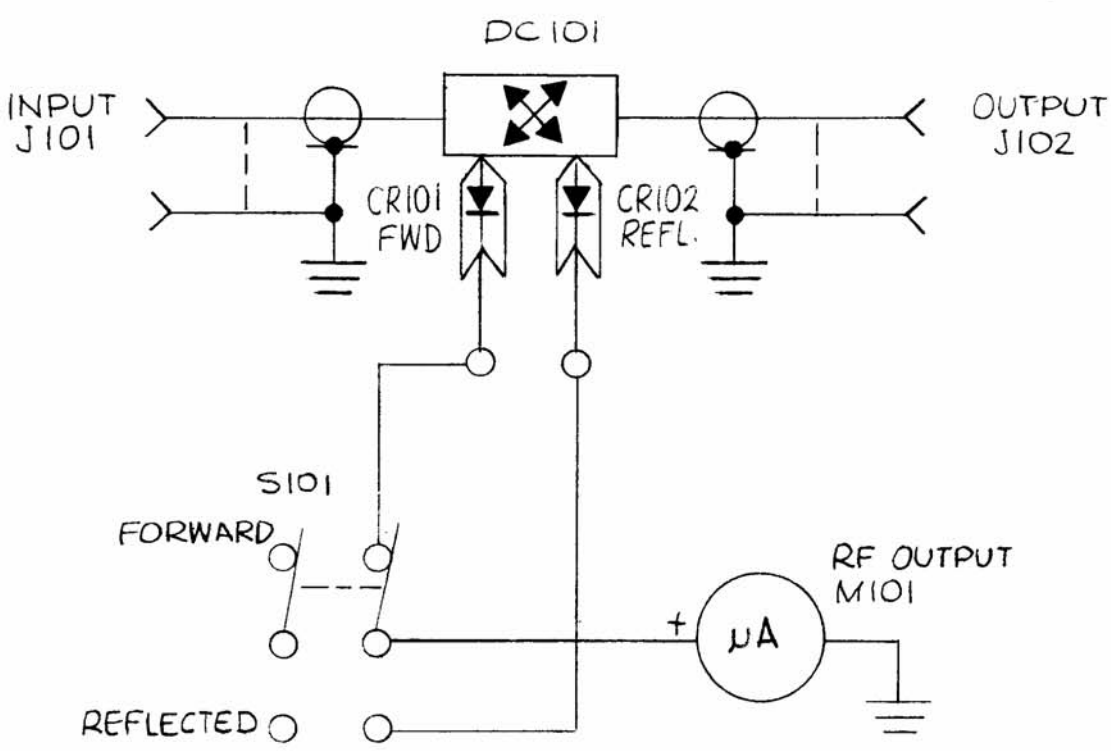 DC101
INPUT
J101
OUTPUT
J102
CR101
FWD
CR102
REFL.
S101
FORWARD
RF OUTPUT
M101
+
μA
REFLECTED